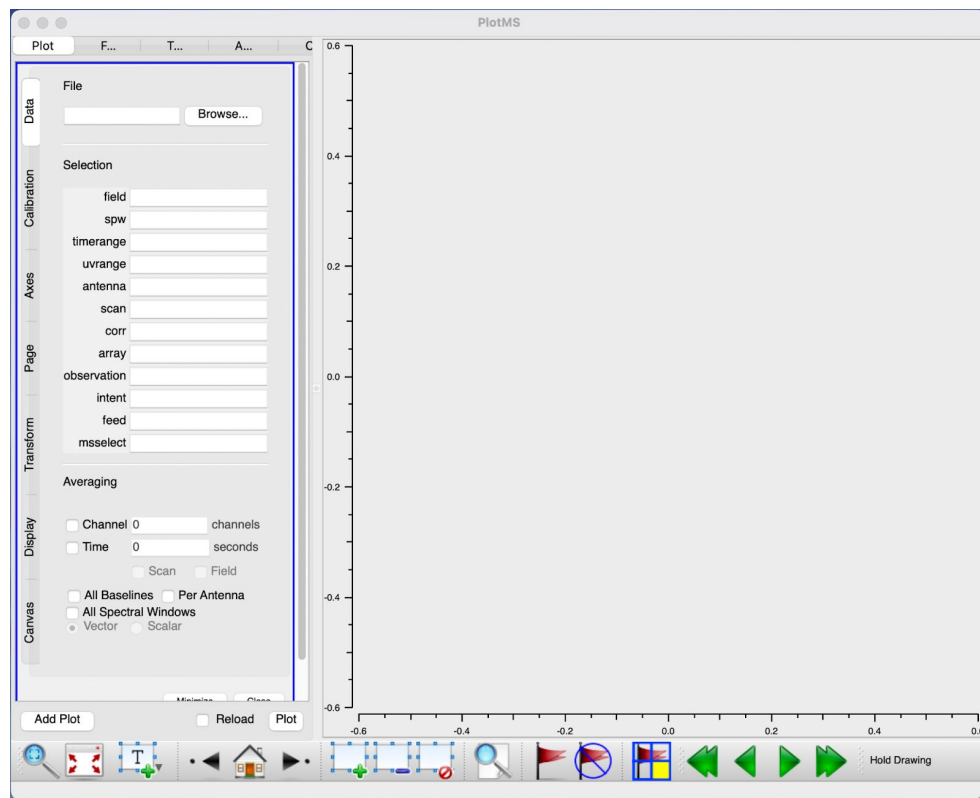 PlotMS
Plot F... T... A... C
File
Browse...
Selection
field
spw
timerange
uvrange
antenna
scan
corr
array
observation
intent
feed
msselect
Averaging
Channel 0 channels
Time 0 seconds
Scan Field
All Baselines Per Antenna
All Spectral Windows
Vector Scalar
Minimize Close
Data
Calibration
Axes
Page
Transform
Display
Canvas
Add Plot Reload Plot
0.6
0.4
0.2
0.0
-0.2
-0.4
-0.6
-0.6 -0.4 -0.2 0.0 0.2 0.4
T
Hold Drawing